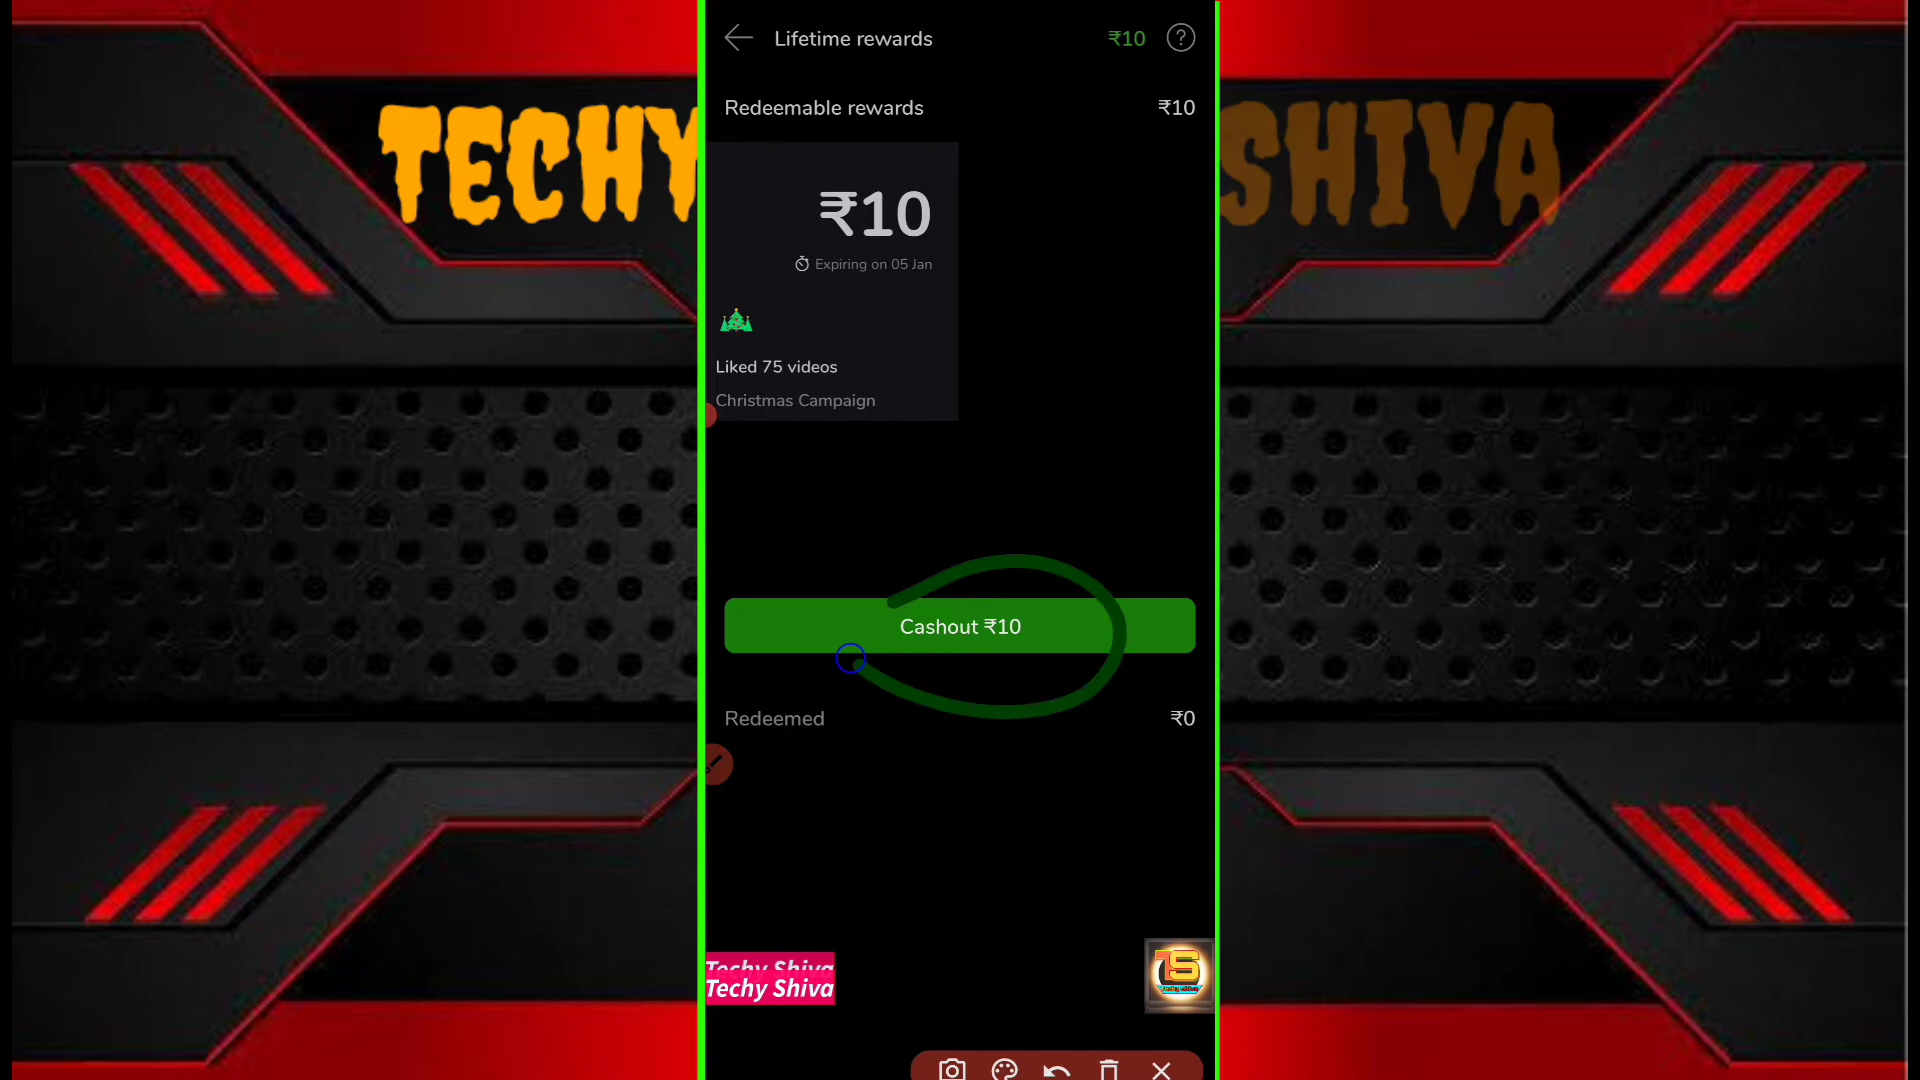 TECHY SHIVA
Lifetime rewards ₹10 ?
Redeemable rewards ₹10
₹10
Expiring on 05 Jan
Liked 75 videos
Christmas Campaign
Cashout ₹10
Redeemed ₹0
Techy Shiva
Techy Shiva
TS